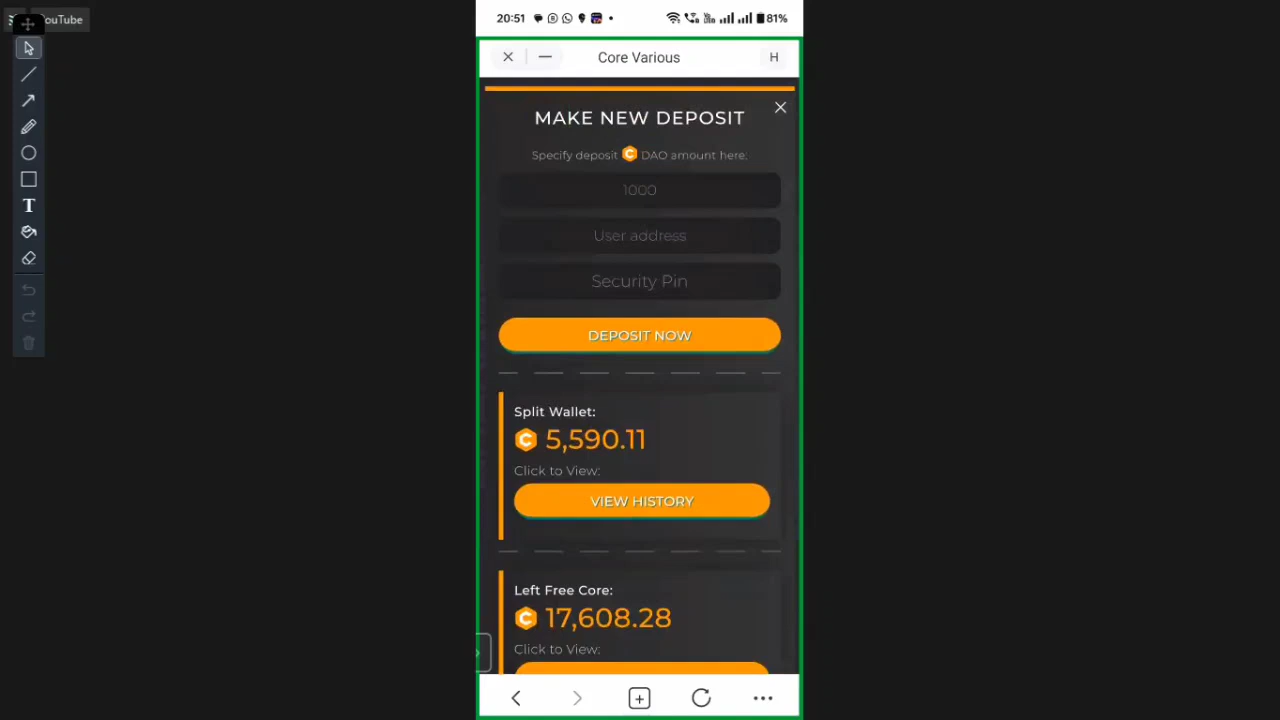 YouTube
20:51
81%
Core Various
H
MAKE NEW DEPOSIT
Specify deposit C DAO amount here:
1000
User address
Security Pin
DEPOSIT NOW
Split Wallet:
C 5,590.11
Click to View:
VIEW HISTORY
Left Free Core:
C 17,608.28
Click to View:
T